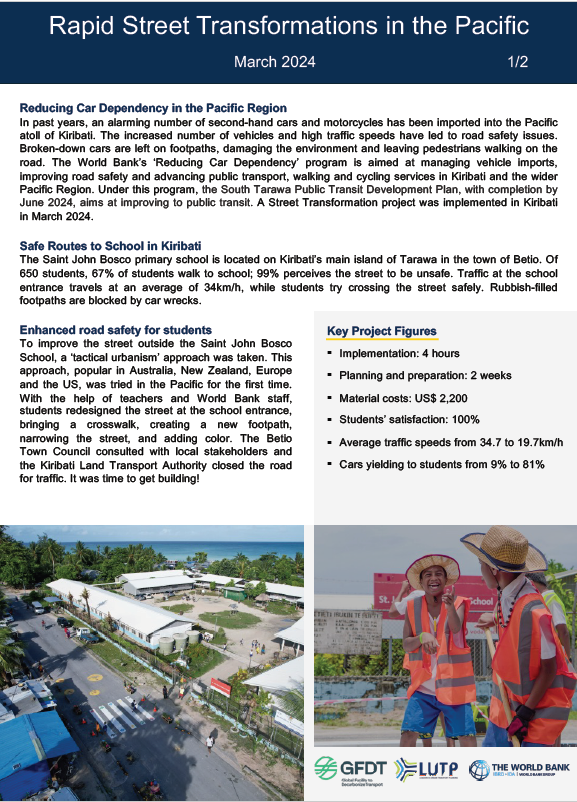 Rapid Street Transformations in the Pacific
March 2024
1/2
Reducing Car Dependency in the Pacific Region
In past years, an alarming number of second-hand cars and motorcycles has been imported into the Pacific
atoll of Kiribati. The increased number of vehicles and high traffic speeds have led to road safety issues.
Broken-down cars are left on footpaths, damaging the environment and leaving pedestrians walking on the
road. The World Bank's 'Reducing Car Dependency' program is aimed at managing vehicle imports,
improving road safety and advancing public transport, walking and cycling services in Kiribati and the wider
Pacific Region. Under this program, the South Tarawa Public Transit Development Plan, with completion by
June 2024, aims at improving to public transit. A Street Transformation project was implemented in Kiribati
in March 2024.
Safe Routes to School in Kiribati
The Saint John Bosco primary school is located on Kiribati's main island of Tarawa in the town of Betio. Of
650 students, 67% of students walk to school; 99% perceives the street to be unsafe. Traffic at the school
entrance travels at an average of 34km/h, while students try crossing the street safely. Rubbish-filled
footpaths are blocked by car wrecks.
Enhanced road safety for students
To improve the street outside the Saint John Bosco
School, a 'tactical urbanism' approach was taken. This
approach, popular in Australia, New Zealand, Europe
and the US, was tried in the Pacific for the first time.
With the help of teachers and World Bank staff,
students redesigned the street at the school entrance,
bringing a crosswalk, creating a new footpath,
narrowing the street, and adding color. The Betio
Town Council consulted with local stakeholders and
the Kiribati Land Transport Authority closed the road
for traffic. It was time to get building!
Key Project Figures
▪ Implementation: 4 hours
▪ Planning and preparation: 2 weeks
▪ Material costs: US$ 2,200
▪ Students' satisfaction: 100%
▪ Average traffic speeds from 34.7 to 19.7km/h
▪ Cars yielding to students from 9% to 81%
St. School
GFDT
Global Facility to
Decarbonize Transport
LUTP
THE WORLD BANK
IBRD • IDA | WORLD BANK GROUP